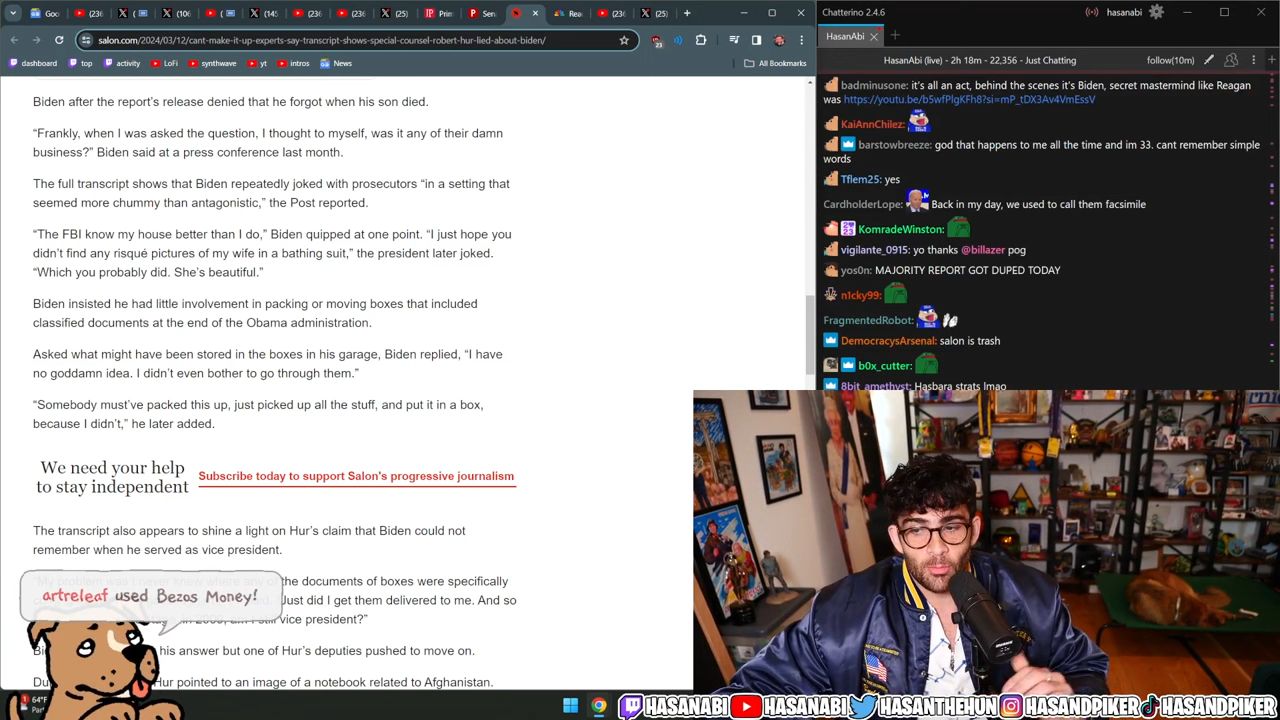 salon.com/2024/03/12/cant-make-it-up-experts-say-transcript-shows-special-counsel-robert-hur-lied-about-biden/
dashboard
top
activity
LoFi
synthwave
yt
intros
News
All Bookmarks
Biden after the report's release denied that he forgot when his son died.
“Frankly, when I was asked the question, I thought to myself, was it any of their damn
business?” Biden said at a press conference last month.
The full transcript shows that Biden repeatedly joked with prosecutors “in a setting that
seemed more chummy than antagonistic,” the Post reported.
“The FBI know my house better than I do,” Biden quipped at one point. “I just hope you
didn’t find any risqué pictures of my wife in a bathing suit,” the president later joked.
“Which you probably did. She’s beautiful.”
Biden insisted he had little involvement in packing or moving boxes that included
classified documents at the end of the Obama administration.
Asked what might have been stored in the boxes in his garage, Biden replied, “I have
no goddamn idea. I didn’t even bother to go through them.”
“Somebody must’ve packed this up, just picked up all the stuff, and put it in a box,
because I didn’t,” he later added.
We need your help
to stay independent
Subscribe today to support Salon's progressive journalism
The transcript also appears to shine a light on Hur’s claim that Biden could not
remember when he served as vice president.
“My problem was I never knew where any of the documents of boxes were specifically
Just did I get them delivered to me. And so
vice president?”
his answer but one of Hur’s deputies pushed to move on.
Hur pointed to an image of a notebook related to Afghanistan.
artreleaf used Bezos Money!
64°F
Chatterino 2.4.6
hasanabi
HasanAbi
HasanAbi (live) - 2h 18m - 22,356 - Just Chatting
follow(10m)
badminusone: it's all an act, behind the scenes it's Biden, secret mastermind like Reagan
was https://youtu.be/b5wfPlgKFh8?si=mP_tDX3Av4VmEssV
KaiAnnChilez:
barstowbreeze: god that happens to me all the time and im 33. cant remember simple
words
Tflem25: yes
CardholderLope: Back in my day, we used to call them facsimile
KomradeWinston:
vigilante_0915: yo thanks @billazer pog
yos0n: MAJORITY REPORT GOT DUPED TODAY
n1cky99:
FragmentedRobot:
DemocracysArsenal: salon is trash
b0x_cutter:
8bit_amethyst: Hasbara strats lmao
HASANABI
HASANABI
HASANTHEHUN
HASANDPIKER
HASANDPIKER